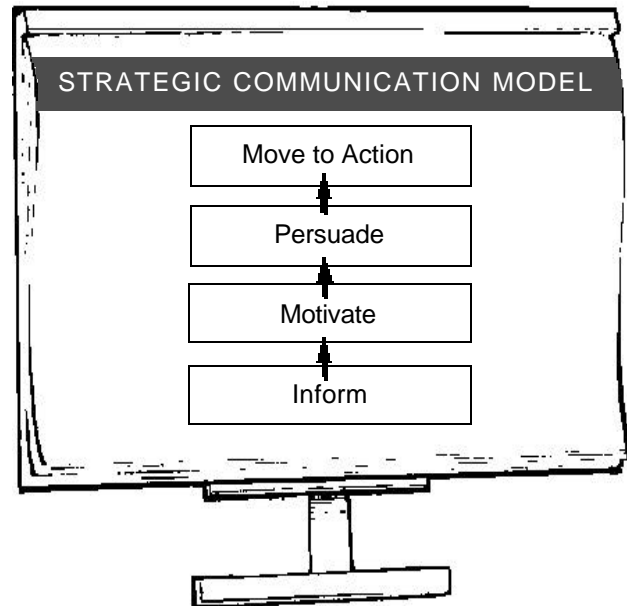 STRATEGIC COMMUNICATION MODEL
Move to Action
Persuade
Motivate
Inform